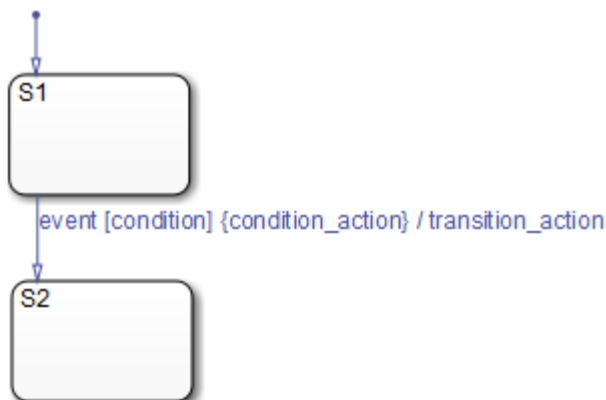 S1
event [condition] {condition_action} / transition_action
S2